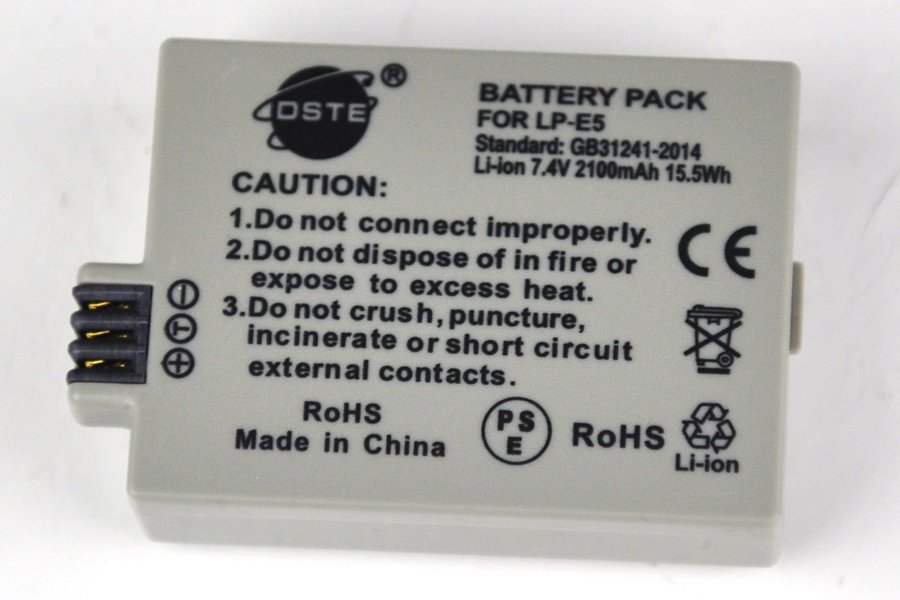 DSTE®
BATTERY PACK
FOR LP-E5
Standard: GB31241-2014
Li-ion 7.4V 2100mAh 15.5Wh
CAUTION:
1.Do not connect improperly.
2.Do not dispose of in fire or
expose to excess heat.
3.Do not crush, puncture,
incinerate or short circuit
external contacts.
CE
− T +
RoHS
Made in China
PS
E
RoHS
Li-ion